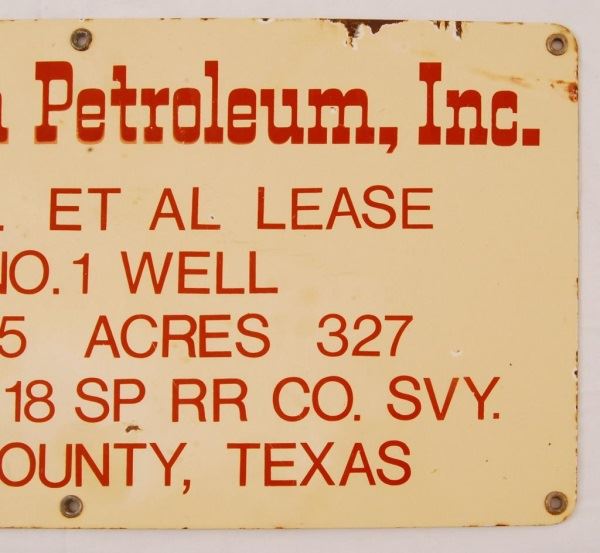 Petroleum, Inc.
ET AL LEASE
NO.1 WELL
5 ACRES 327
18 SP RR CO. SVY.
OUNTY, TEXAS